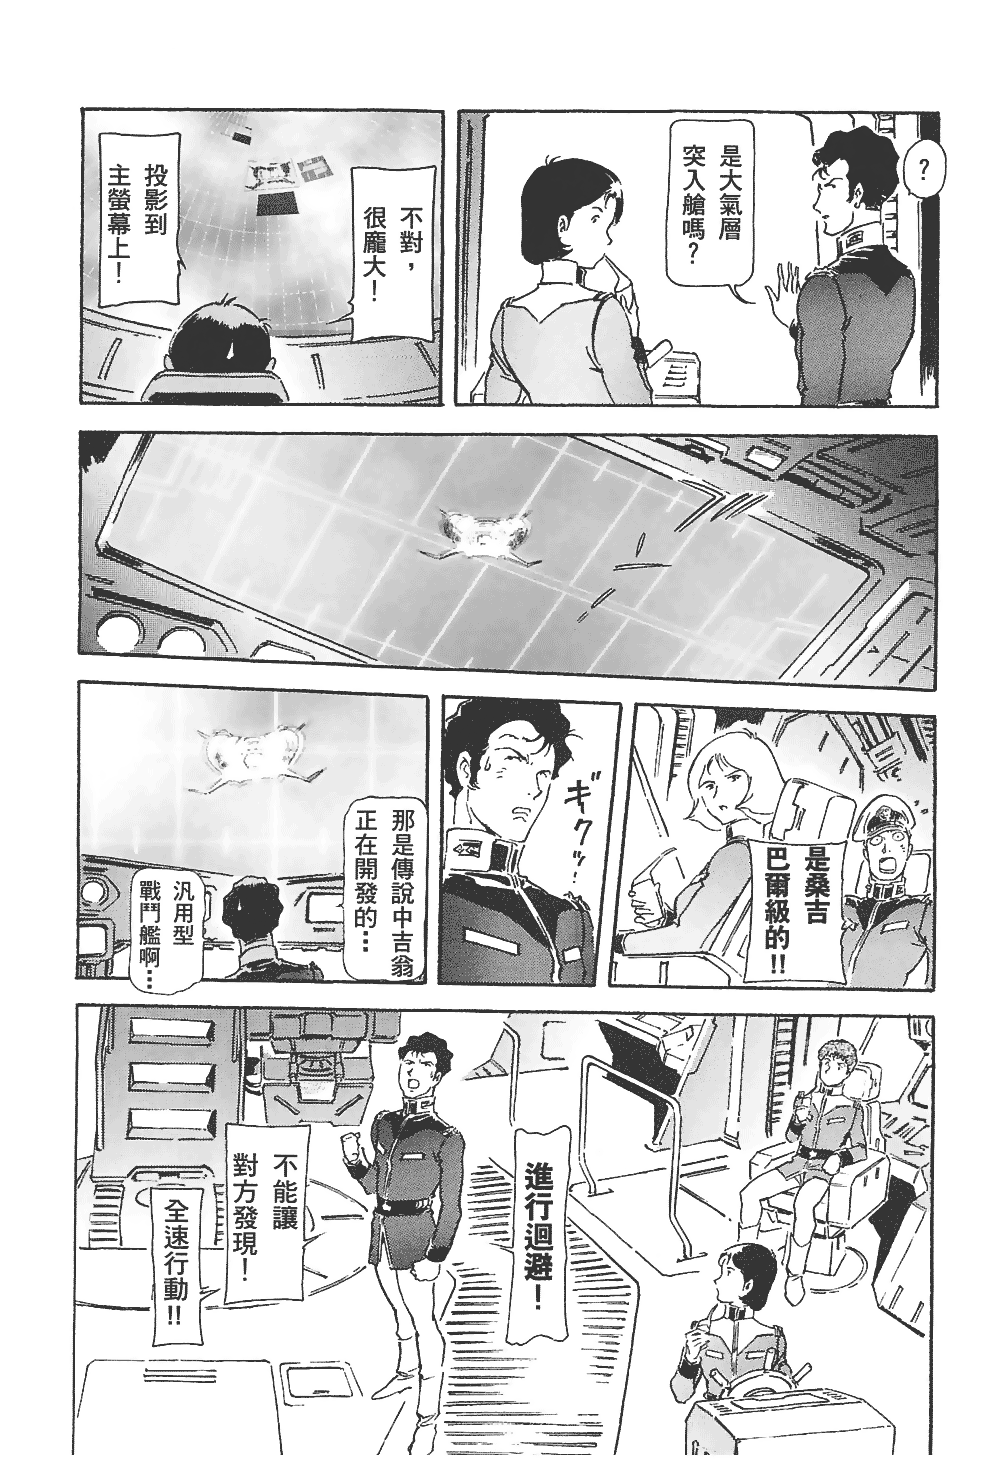 ?
是大氣層
突入艙嗎?
不對,
很龐大!
投影到
主螢幕上!
是桑吉
巴爾級的!!
ギクッ
那是傳說中吉翁
正在開發的…
汎用型
戰鬥艦啊…
進行迴避!
不能讓
對方發現!
全速行動!!